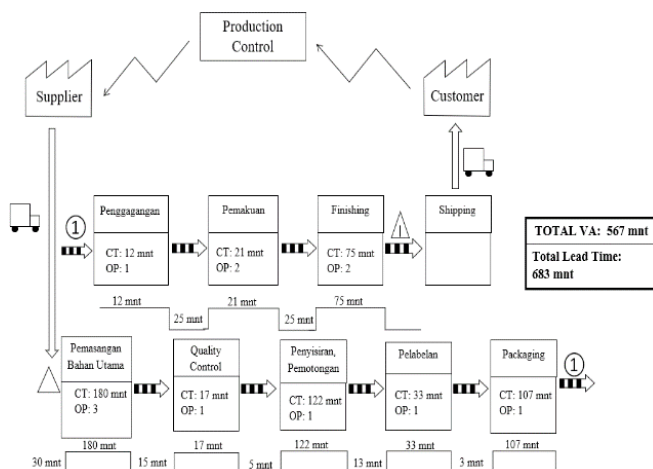 Production
Control
Supplier
Customer
1
Penggagangan
CT: 12 mnt
OP: 1
Pemakuan
CT: 21 mnt
OP: 2
Finishing
CT: 75 mnt
OP: 2
I
Shipping
TOTAL VA: 567 mnt
Total Lead Time:
683 mnt
12 mnt
25 mnt
21 mnt
25 mnt
75 mnt
Pemasangan
Bahan Utama
CT: 180 mnt
OP: 3
Quality
Control
CT: 17 mnt
OP: 1
Penyisiran,
Pemotongan
CT: 122 mnt
OP: 1
Pelabelan
CT: 33 mnt
OP: 1
Packaging
CT: 107 mnt
OP: 1
1
30 mnt
180 mnt
15 mnt
17 mnt
5 mnt
122 mnt
13 mnt
33 mnt
3 mnt
107 mnt